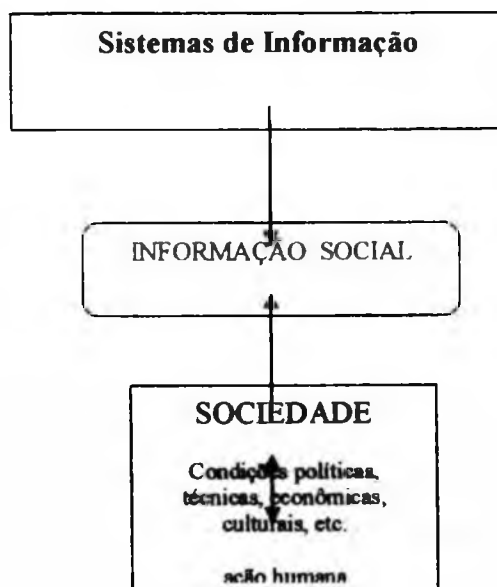 Sistemas de Informação
INFORMAÇÃO SOCIAL
SOCIEDADE
Condições políticas,
técnicas, econômicas,
culturais, etc.
ação humana